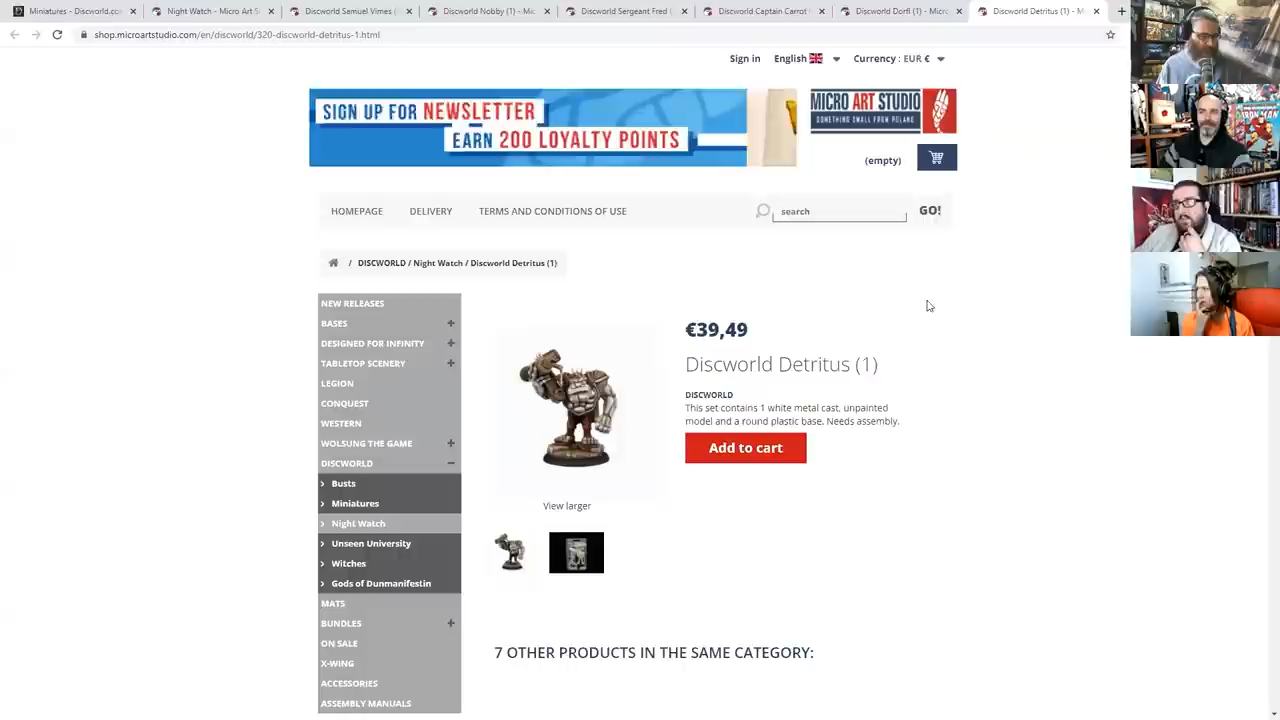 Miniatures - Discworld.co
Night Watch - Micro Art S
Discworld Samuel Vimes (
Discworld Nobby (1) - Mic
Discworld Sergeant Fred (
Discworld Captain Carrot
Discworld Dorfl (1) - Micro
Discworld Detritus (1) - M
shop.microartstudio.com/en/discworld/320-discworld-detritus-1.html
Sign in
English
Currency : EUR €
SIGN UP FOR NEWSLETTER
EARN 200 LOYALTY POINTS
MICRO ART STUDIO
SOMETHING SMALL FROM POLAND
(empty)
HOMEPAGE
DELIVERY
TERMS AND CONDITIONS OF USE
search
GO!
/ DISCWORLD / Night Watch / Discworld Detritus (1)
NEW RELEASES
BASES +
DESIGNED FOR INFINITY +
TABLETOP SCENERY +
LEGION
CONQUEST
WESTERN
WOLSUNG THE GAME +
DISCWORLD −
> Busts
> Miniatures
> Night Watch
> Unseen University
> Witches
> Gods of Dunmanifestin
MATS
BUNDLES +
ON SALE
X-WING
ACCESSORIES
ASSEMBLY MANUALS
View larger
€39,49
Discworld Detritus (1)
DISCWORLD
This set contains 1 white metal cast, unpainted
model and a round plastic base. Needs assembly.
Add to cart
7 OTHER PRODUCTS IN THE SAME CATEGORY:
IRON MAN